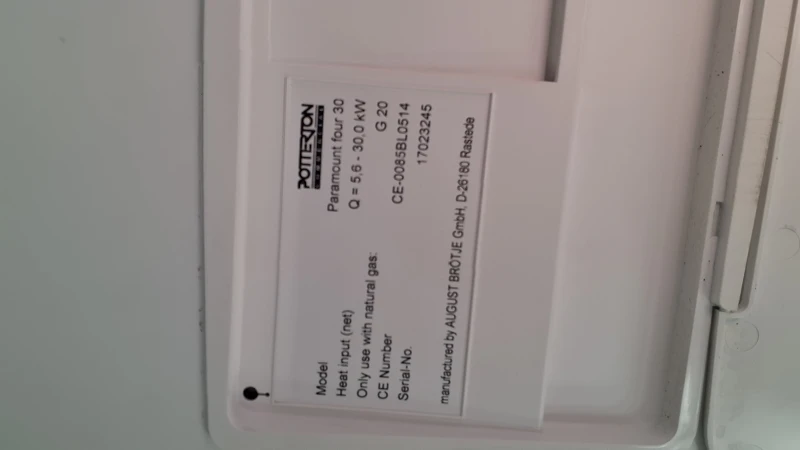 POTTERTON
COMMERCIAL
Model Paramount four 30
Heat input (net) Q = 5,6 - 30,0 kW
Only use with natural gas: G 20
CE Number CE-0085BL0514
Serial-No. 17023245
manufactured by AUGUST BRÖTJE GmbH, D-26180 Rastede